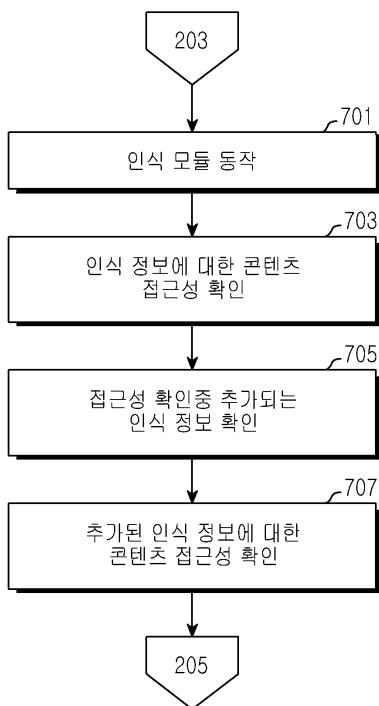 203
701
인식 모듈 동작
703
인식 정보에 대한 콘텐츠
접근성 확인
705
접근성 확인중 추가되는
인식 정보 확인
707
추가된 인식 정보에 대한
콘텐츠 접근성 확인
205